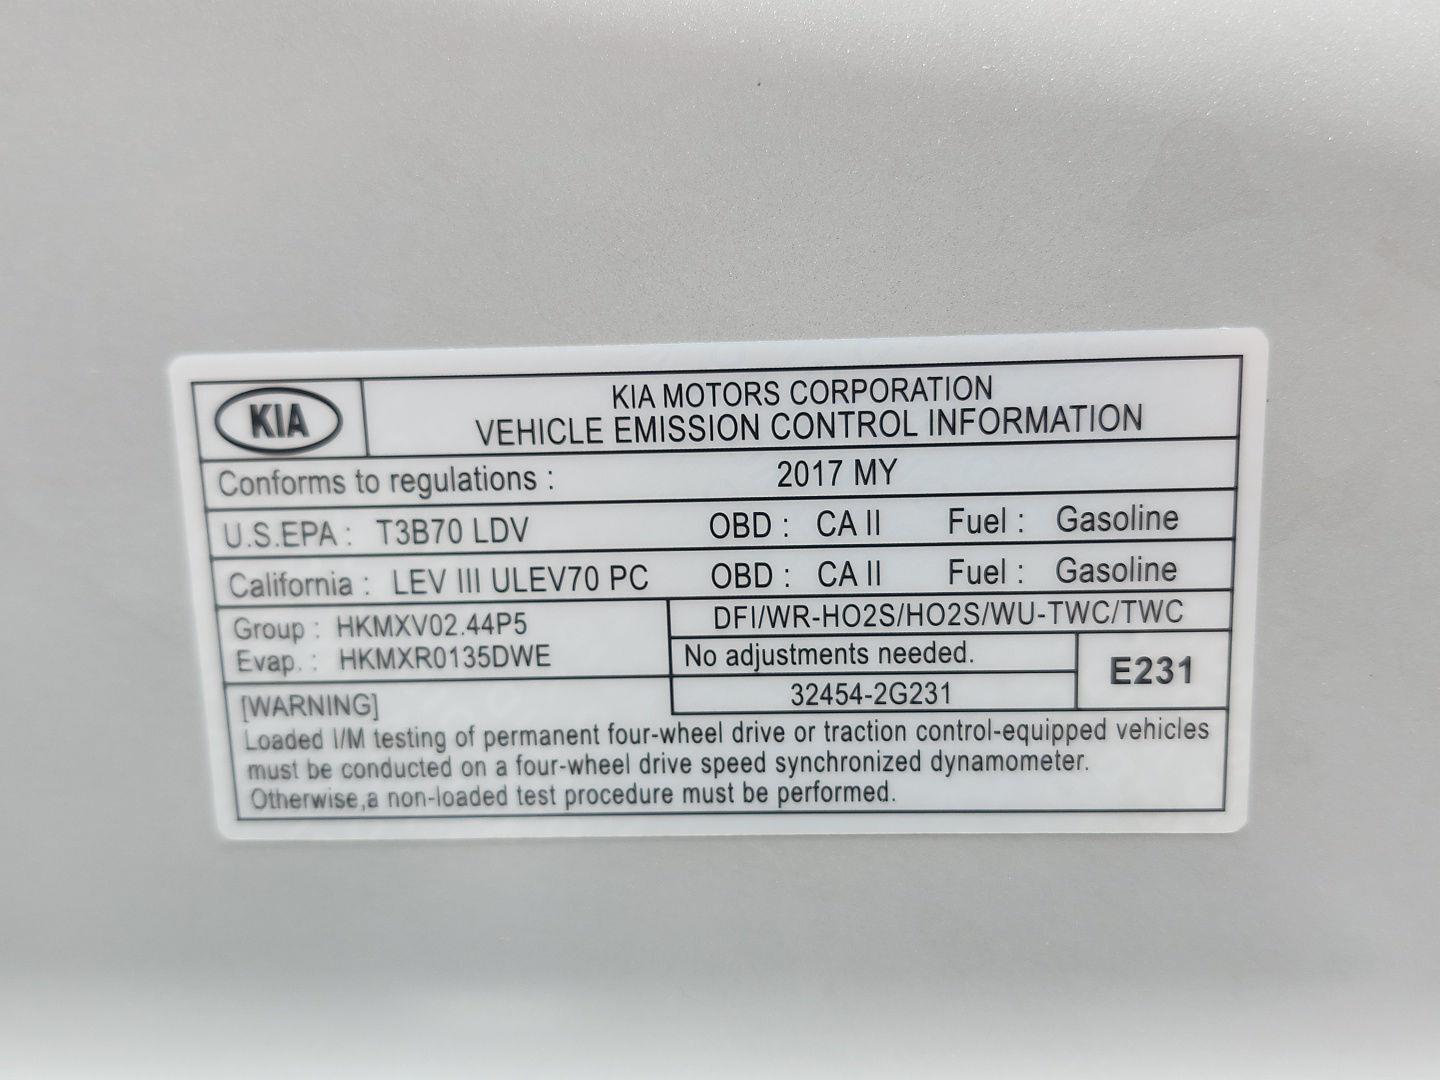 KIA
KIA MOTORS CORPORATION
VEHICLE EMISSION CONTROL INFORMATION
Conforms to regulations : 2017 MY
U.S.EPA : T3B70 LDV OBD : CA II Fuel : Gasoline
California : LEV III ULEV70 PC OBD : CA II Fuel : Gasoline
Group : HKMXV02.44P5
Evap. : HKMXR0135DWE
DFI/WR-HO2S/HO2S/WU-TWC/TWC
No adjustments needed.
32454-2G231
E231
[WARNING]
Loaded I/M testing of permanent four-wheel drive or traction control-equipped vehicles
must be conducted on a four-wheel drive speed synchronized dynamometer.
Otherwise,a non-loaded test procedure must be performed.